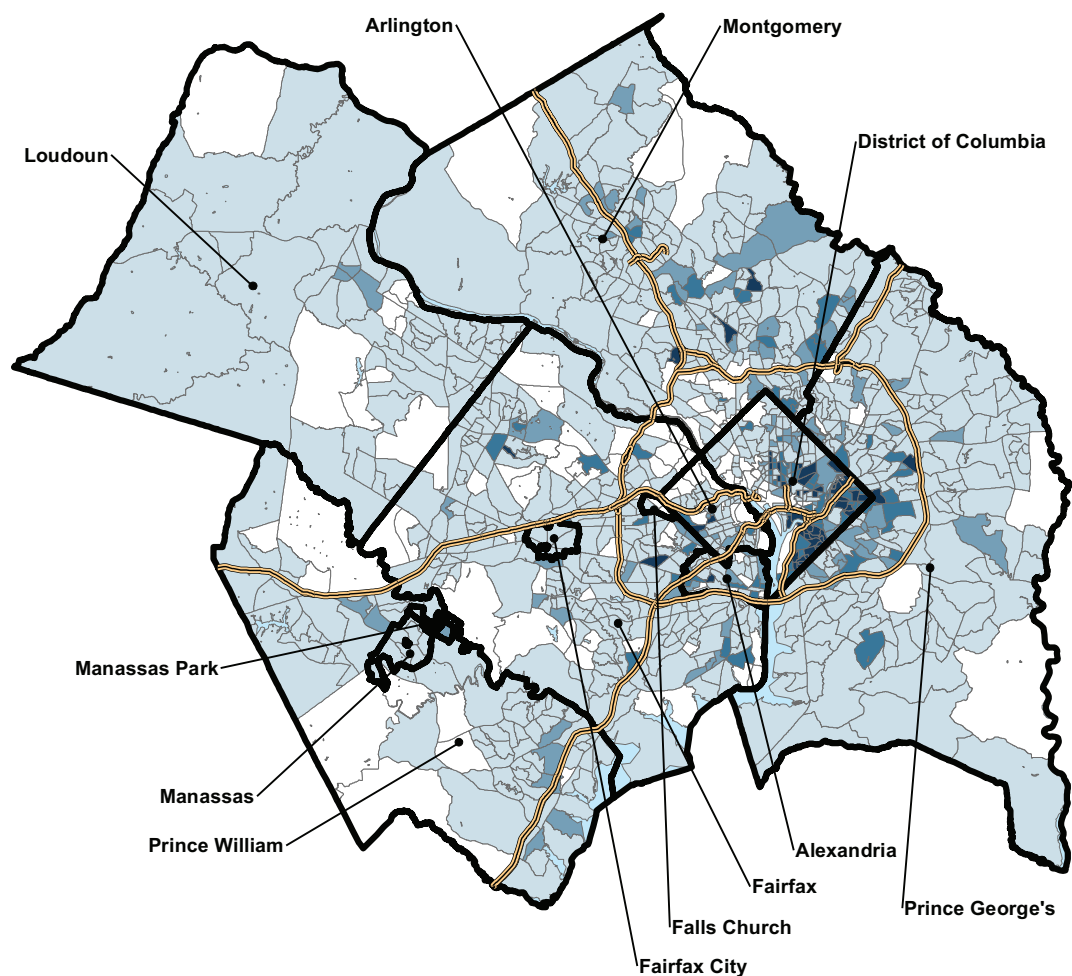 Arlington
Montgomery
District of Columbia
Loudoun
Manassas Park
Manassas
Prince William
Alexandria
Fairfax
Prince George's
Falls Church
Fairfax City